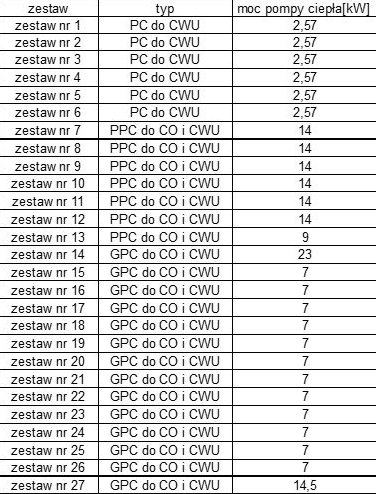 zestaw typ moc pompy ciepła[kW]
zestaw nr 1 PC do CWU 2,57
zestaw nr 2 PC do CWU 2,57
zestaw nr 3 PC do CWU 2,57
zestaw nr 4 PC do CWU 2,57
zestaw nr 5 PC do CWU 2,57
zestaw nr 6 PC do CWU 2,57
zestaw nr 7 PPC do CO i CWU 14
zestaw nr 8 PPC do CO i CWU 14
zestaw nr 9 PPC do CO i CWU 14
zestaw nr 10 PPC do CO i CWU 14
zestaw nr 11 PPC do CO i CWU 14
zestaw nr 12 PPC do CO i CWU 14
zestaw nr 13 PPC do CO i CWU 9
zestaw nr 14 GPC do CO i CWU 23
zestaw nr 15 GPC do CO i CWU 7
zestaw nr 16 GPC do CO i CWU 7
zestaw nr 17 GPC do CO i CWU 7
zestaw nr 18 GPC do CO i CWU 7
zestaw nr 19 GPC do CO i CWU 7
zestaw nr 20 GPC do CO i CWU 7
zestaw nr 21 GPC do CO i CWU 7
zestaw nr 22 GPC do CO i CWU 7
zestaw nr 23 GPC do CO i CWU 7
zestaw nr 24 GPC do CO i CWU 7
zestaw nr 25 GPC do CO i CWU 7
zestaw nr 26 GPC do CO i CWU 7
zestaw nr 27 GPC do CO i CWU 14,5